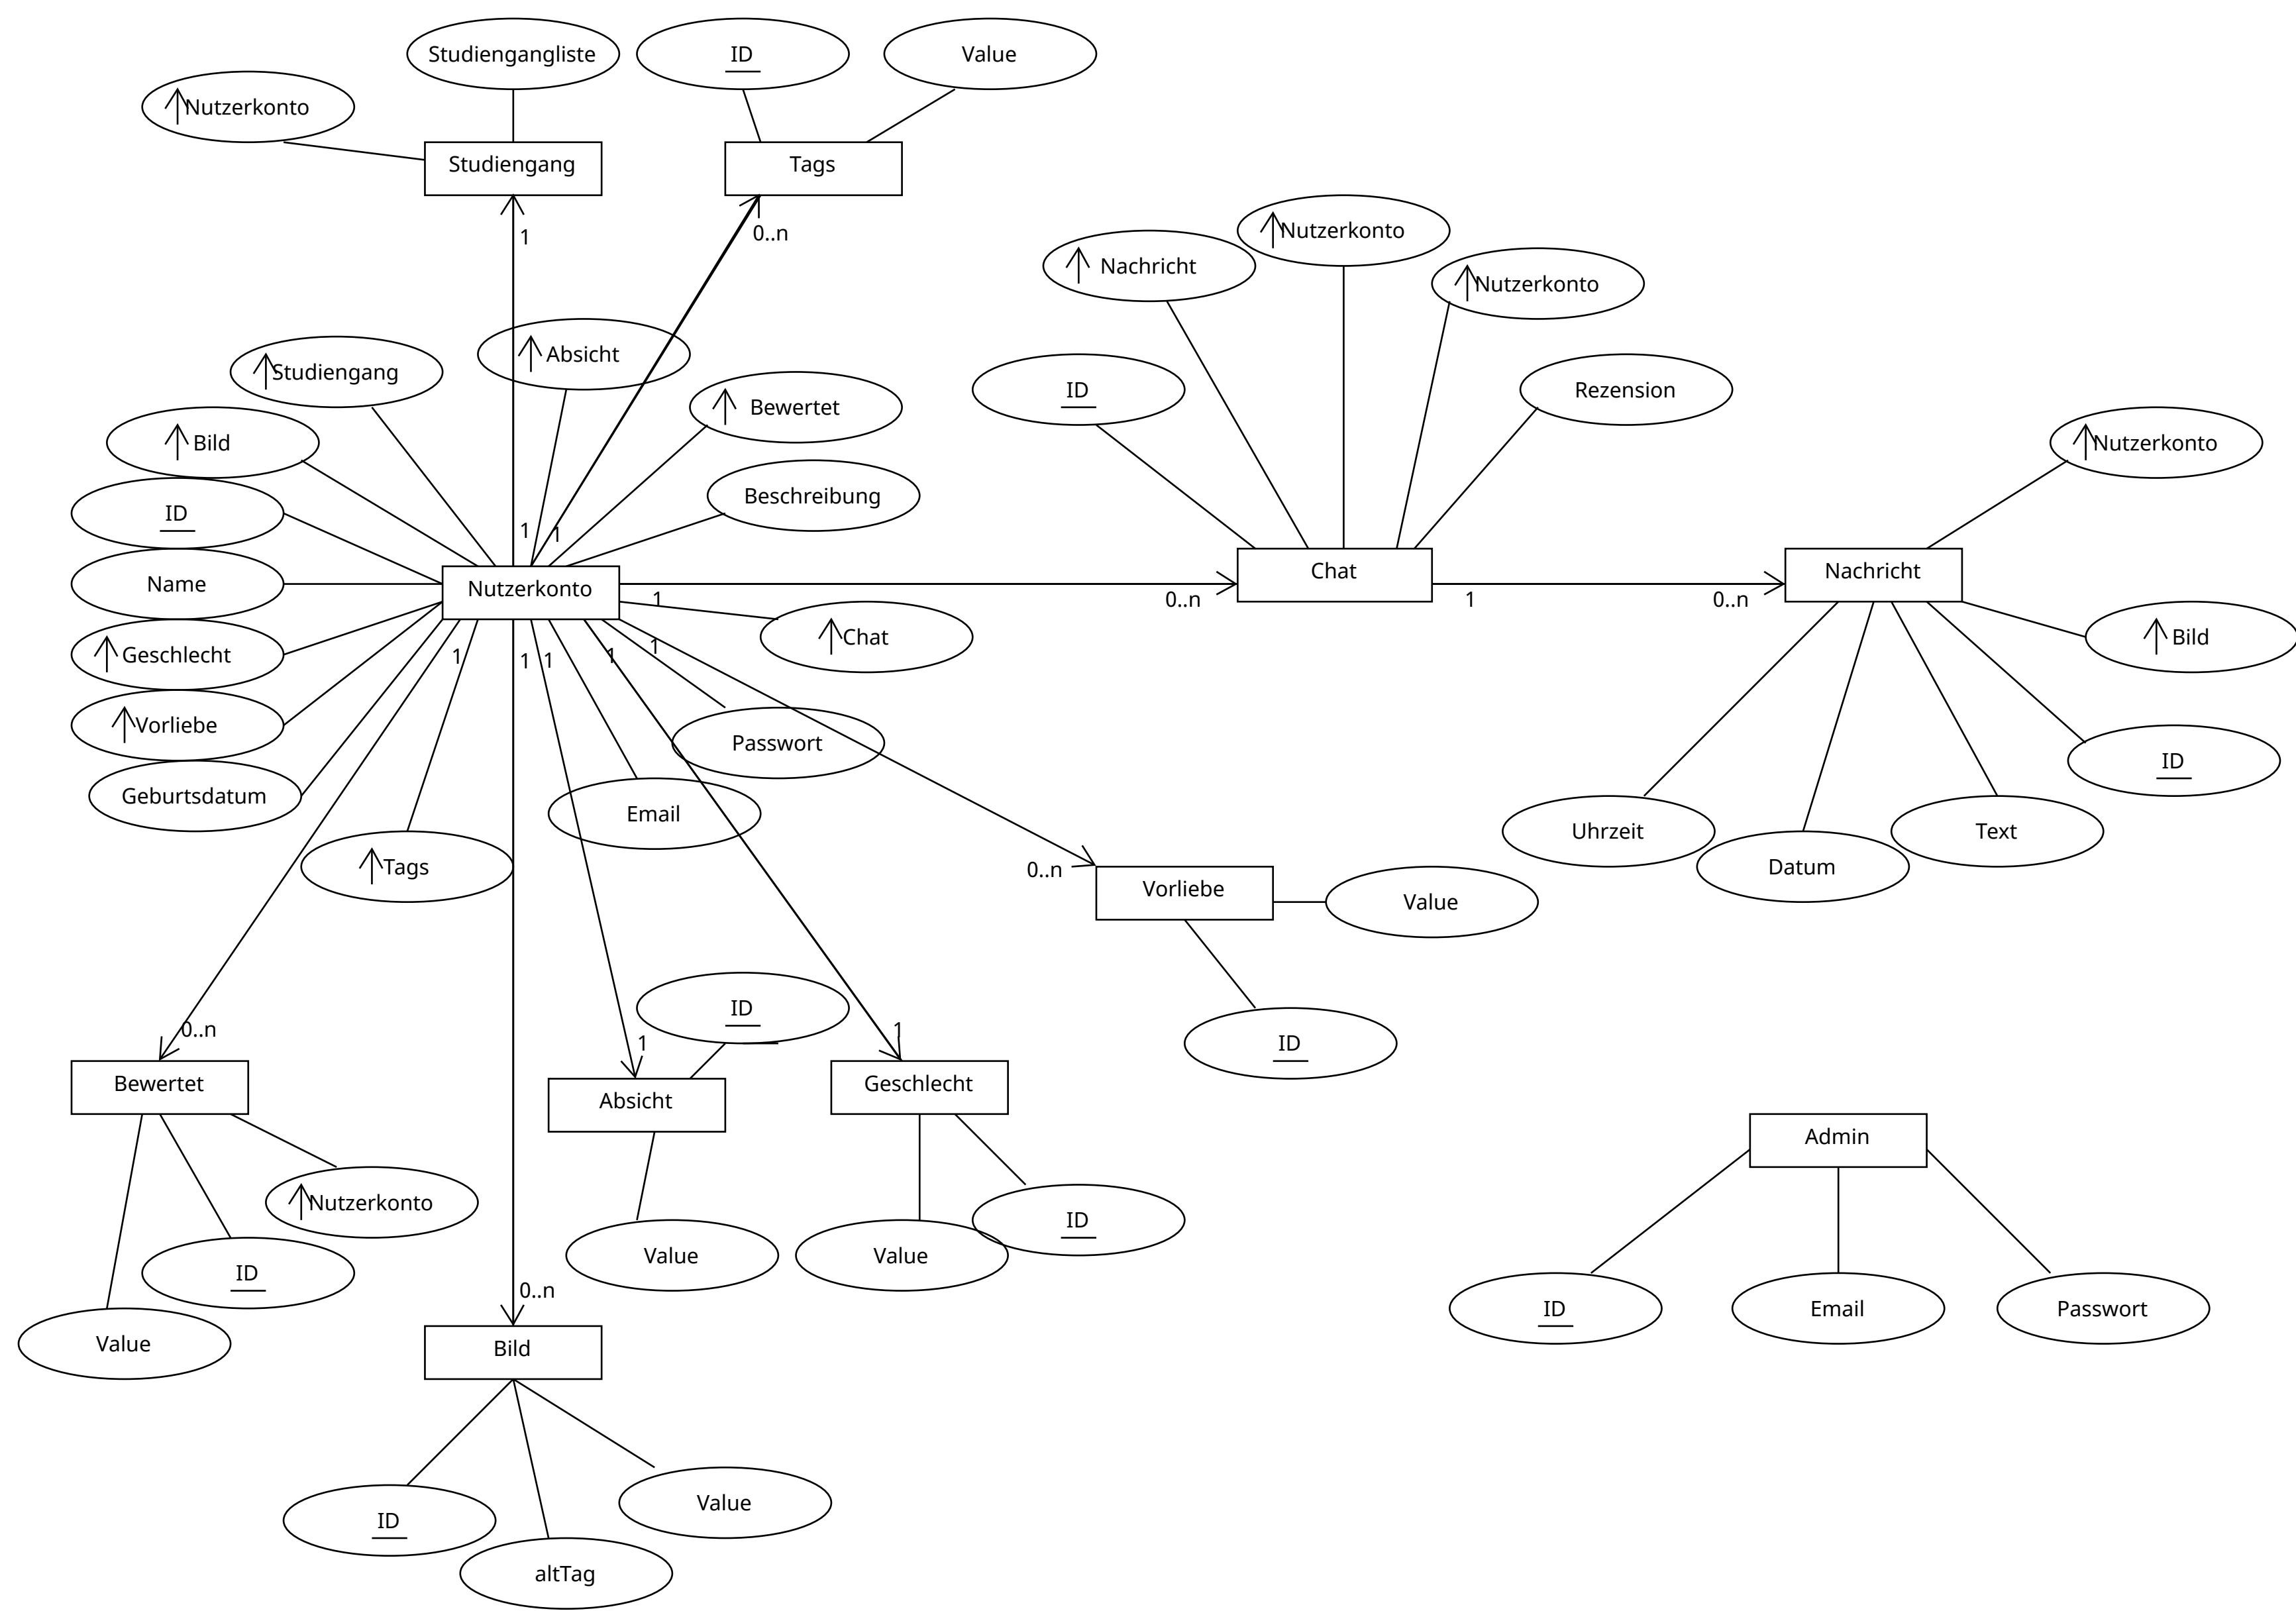 Studiengangliste
ID
Value
Nutzerkonto
Studiengang
Tags
1
0..n
Nutzerkonto
Nachricht
Nutzerkonto
Absicht
Studiengang
ID
Rezension
Bewertet
Bild
Nutzerkonto
Beschreibung
ID
1
1
Chat
Nachricht
Name
Nutzerkonto
1
0..n
1
0..n
Chat
Bild
Geschlecht
1
1
1
1
1
Vorliebe
Passwort
ID
Geburtsdatum
Email
Uhrzeit
Text
Tags
Datum
0..n
Vorliebe
Value
ID
0..n
1
1
ID
Bewertet
Absicht
Geschlecht
Admin
Nutzerkonto
ID
Value
Value
ID
0..n
ID
Email
Passwort
Value
Bild
Value
ID
altTag